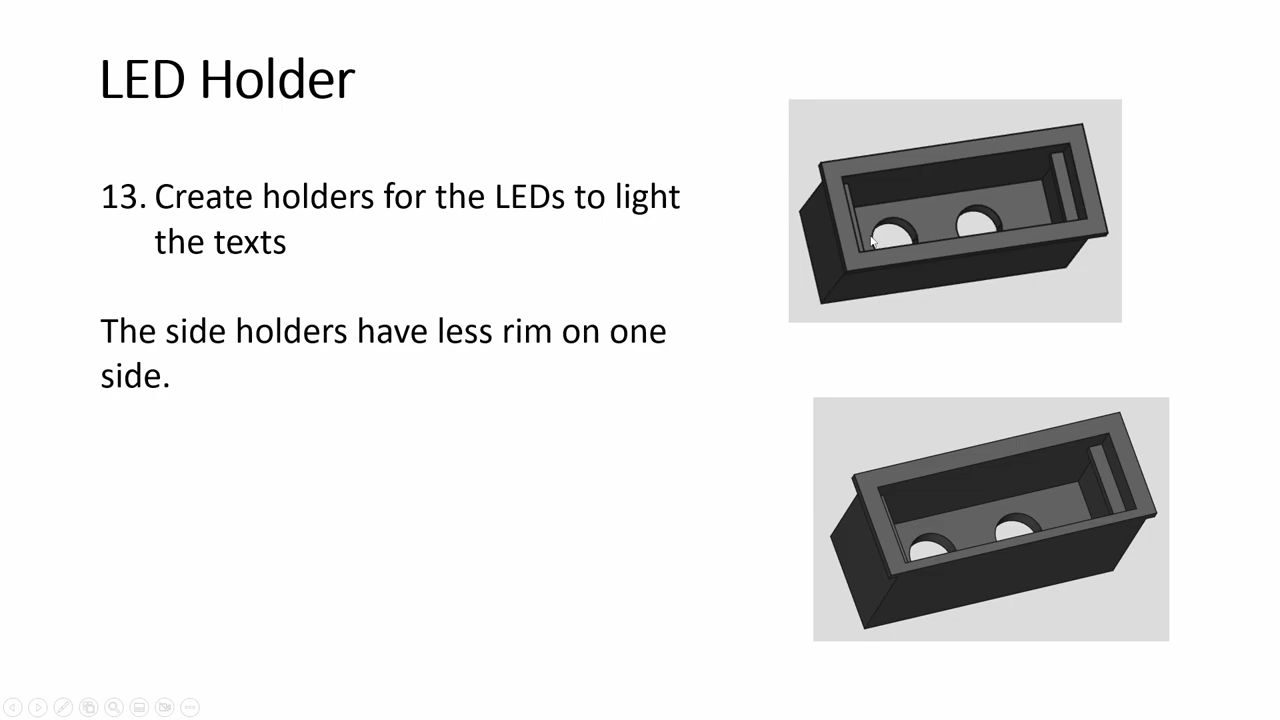 LED Holder
13. Create holders for the LEDs to light
the texts
The side holders have less rim on one
side.